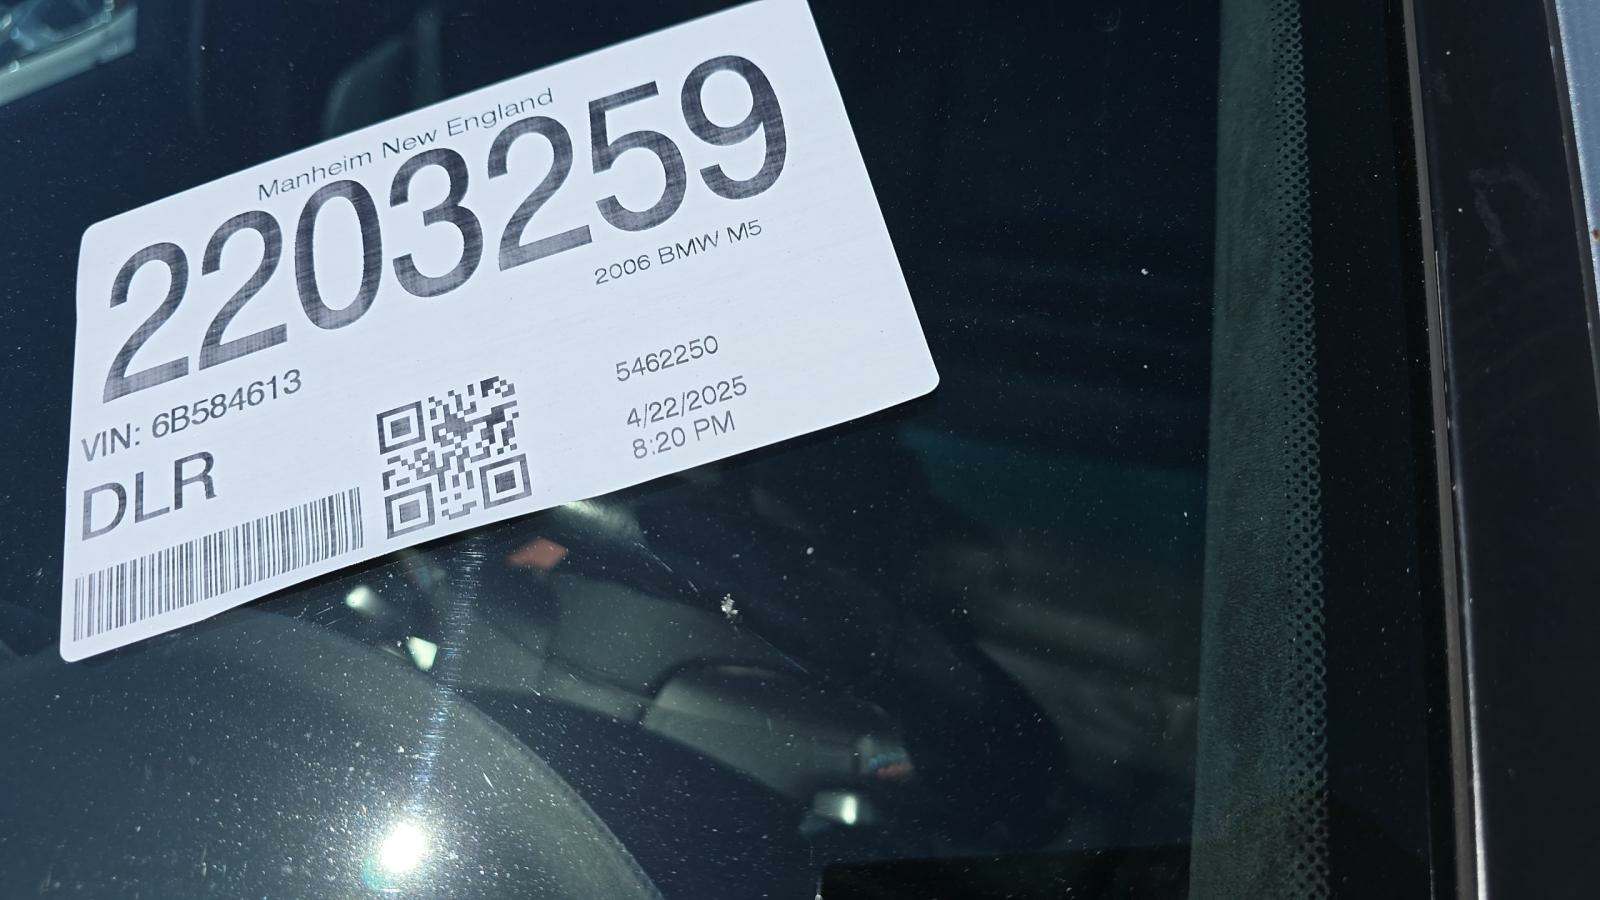 Manheim New England
2203259
2006 BMW M5
VIN: 6B584613
5462250
DLR
4/22/2025
8:20 PM